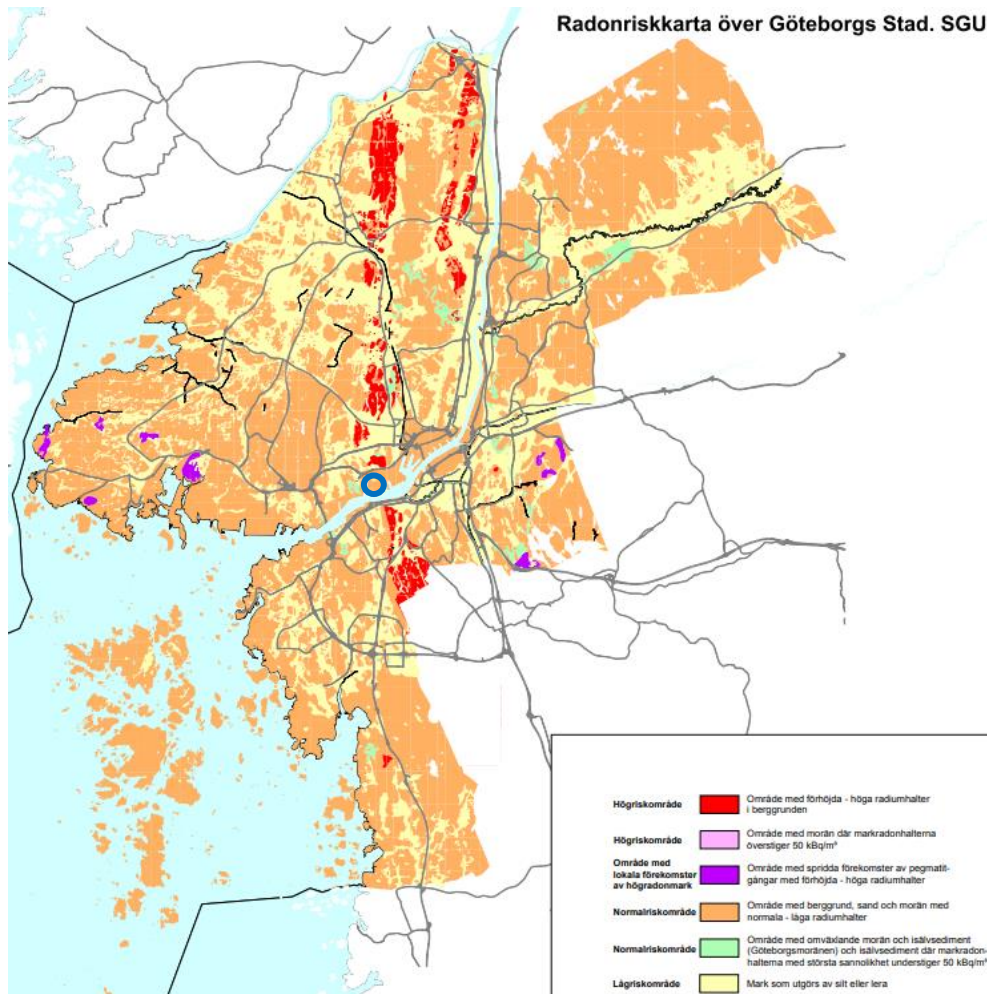 Radonriskkarta över Göteborgs Stad. SGU
Högriskområde
Område med förhöjda - höga radiumhalter
i berggrunden
Högriskområde
Område med morän där markradonhalterna
överstiger 50 kBq/m³
Område med
lokala förekomster
av högradonmark
Område med spridda förekomster av pegmatit-
gångar med förhöjda - höga radiumhalter
Normalriskområde
Område med berggrund, sand och morän med
normala - låga radiumhalter
Normalriskområde
Område med omväxlande morän och isälvsediment
(Göteborgsmoränen) och isälvsediment där markradon-
halterna med största sannolikhet understiger 50 kBq/m³
Lågriskområde
Mark som utgörs av silt eller lera